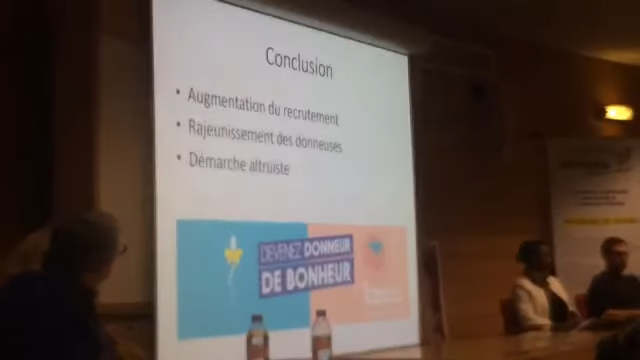 Conclusion
• Augmentation du recrutement
• Rajeunissement des donneuses
• Démarche altruiste
DEVENEZ DONNEUR
DE BONHEUR